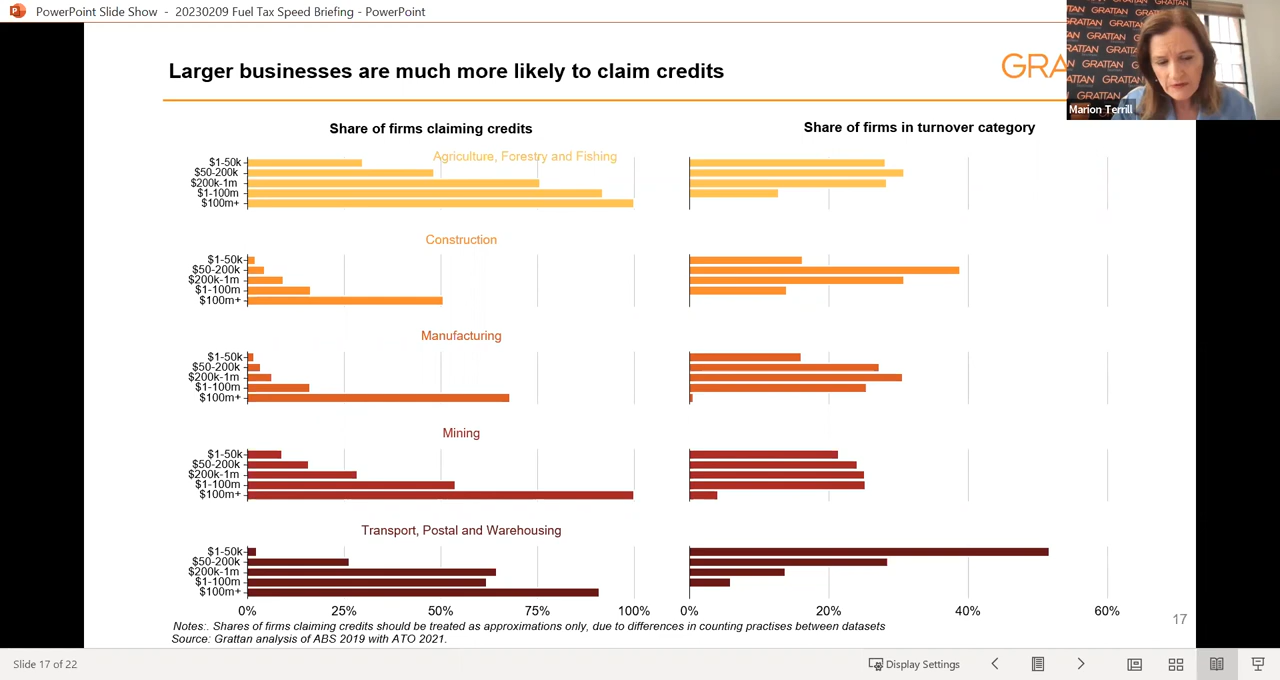 PowerPoint Slide Show - 20230209 Fuel Tax Speed Briefing - PowerPoint
Larger businesses are much more likely to claim credits
GRA
GRATTAN
Marion Terrill
Share of firms claiming credits
Share of firms in turnover category
Agriculture, Forestry and Fishing
$1-50k
$50-200k
$200k-1m
$1-100m
$100m+
Construction
$1-50k
$50-200k
$200k-1m
$1-100m
$100m+
Manufacturing
$1-50k
$50-200k
$200k-1m
$1-100m
$100m+
Mining
$1-50k
$50-200k
$200k-1m
$1-100m
$100m+
Transport, Postal and Warehousing
$1-50k
$50-200k
$200k-1m
$1-100m
$100m+
0% 25% 50% 75% 100% 0% 20% 40% 60%
Notes:. Shares of firms claiming credits should be treated as approximations only, due to differences in counting practises between datasets
Source: Grattan analysis of ABS 2019 with ATO 2021.
17
Slide 17 of 22
Display Settings